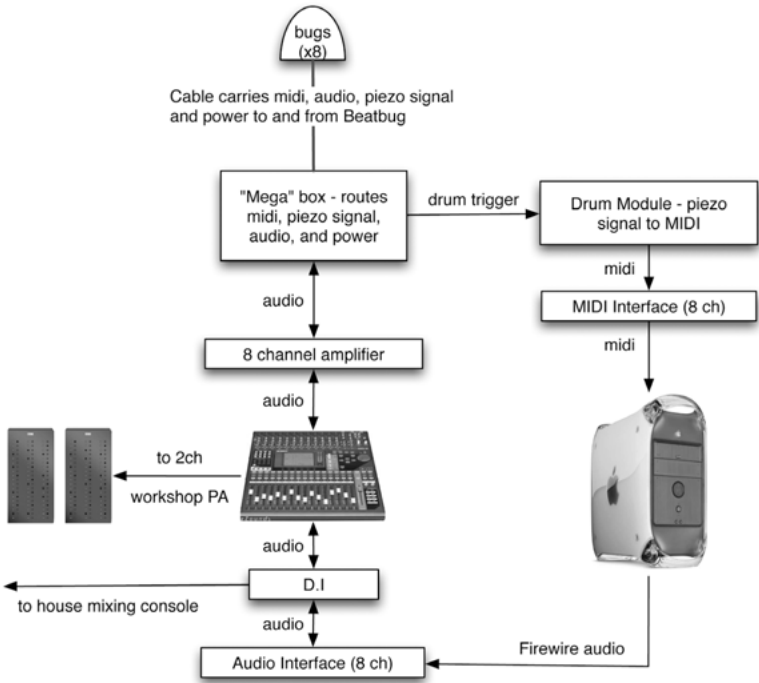 bugs
(x8)
Cable carries midi, audio, piezo signal
and power to and from Beatbug
"Mega" box - routes
midi, piezo signal,
audio, and power
drum trigger
Drum Module - piezo
signal to MIDI
midi
MIDI Interface (8 ch)
midi
audio
8 channel amplifier
audio
to 2ch
workshop PA
audio
D.I
to house mixing console
audio
Audio Interface (8 ch)
Firewire audio